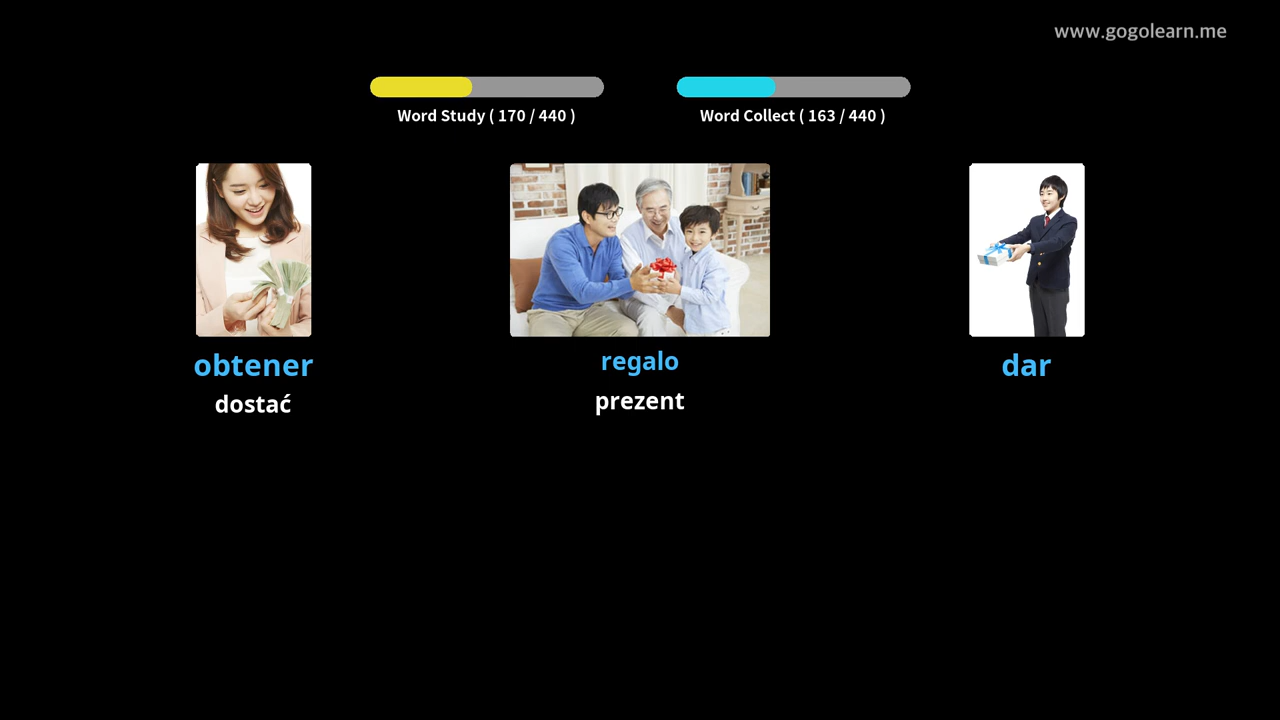 www.gogolearn.me
Word Study ( 170 / 440 )
Word Collect ( 163 / 440 )
obtener
dostać
regalo
prezent
dar